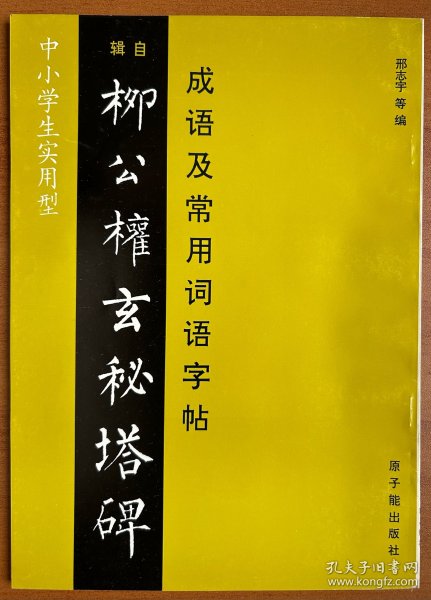 邢志宇 等 编
成语及常用词语字帖
辑自
柳公權玄秘塔碑
中小学生实用型
原子能出版社
孔夫子旧书网
www.kongfz.com